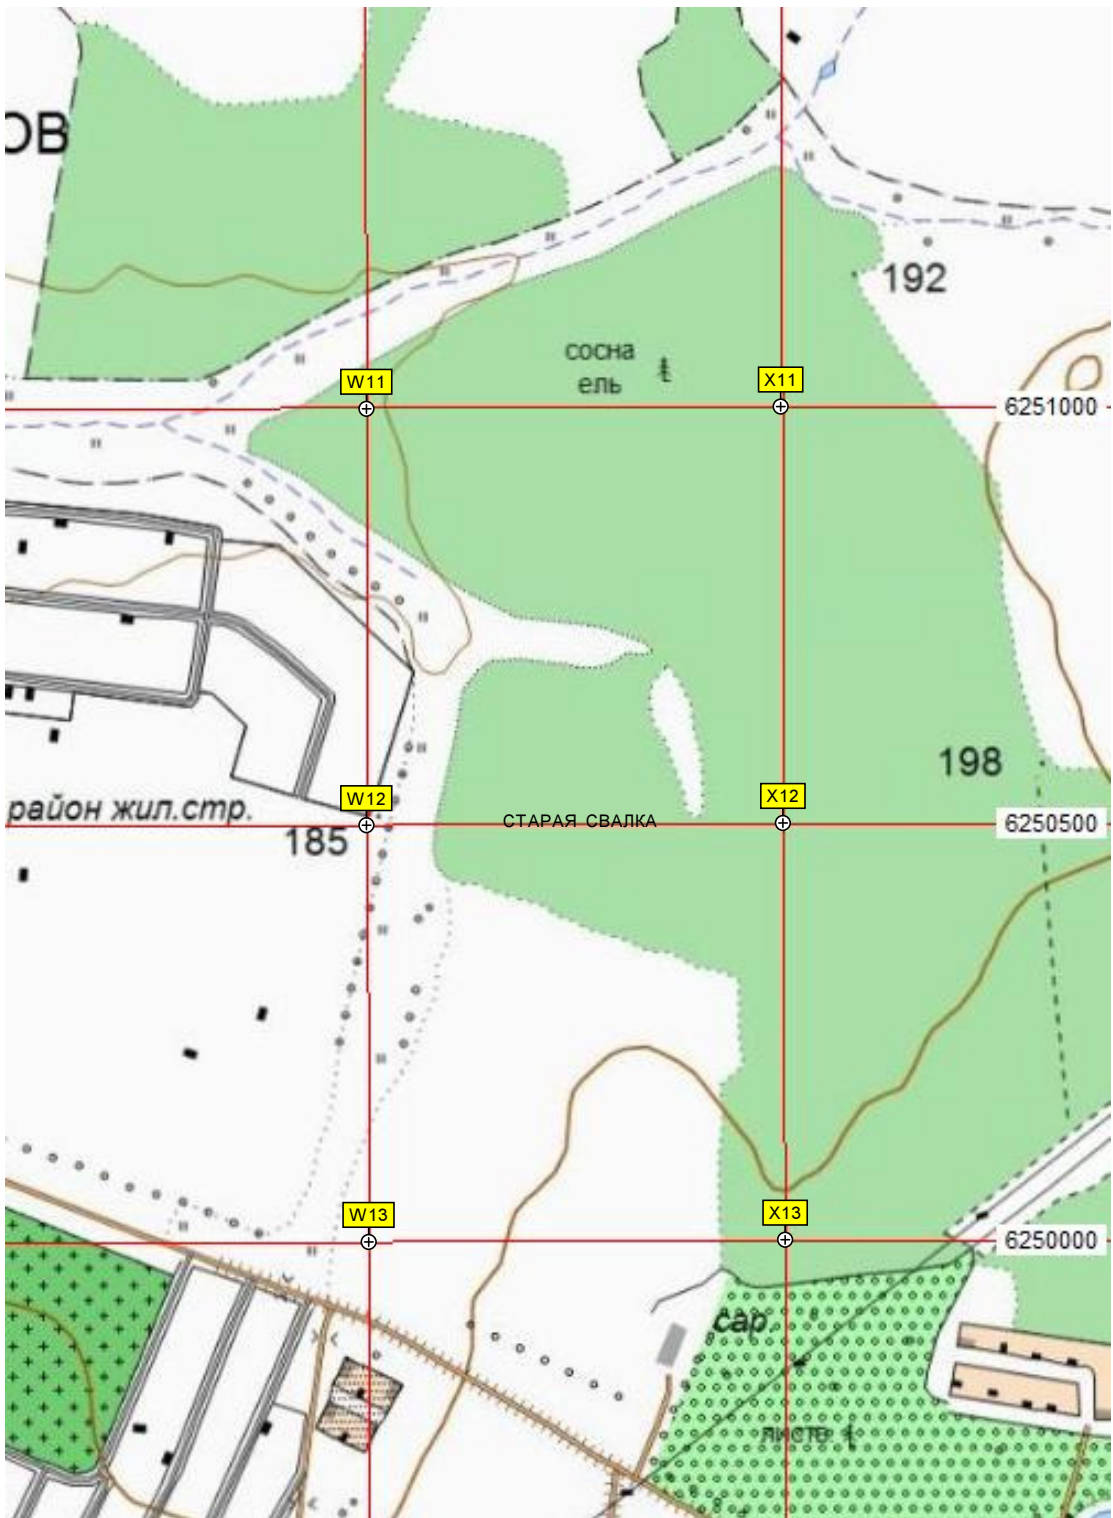 ОВ
192
сосна
ель
W11
X11
6251000
198
W12
X12
район жил.стр.
СТАРАЯ СВАЛКА
6250500
185
W13
X13
6250000
сар.
листв